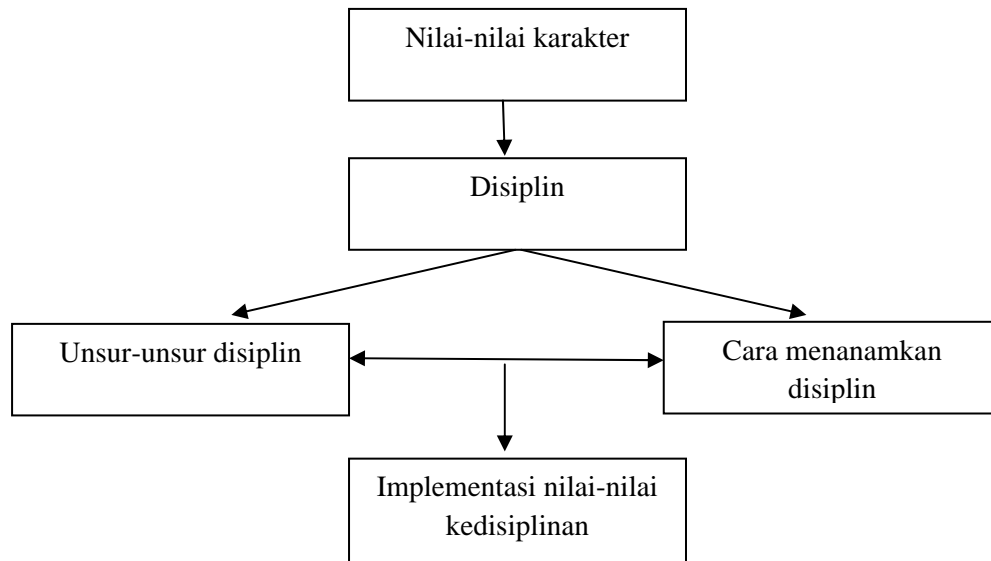 Nilai-nilai karakter
Disiplin
Unsur-unsur disiplin
Cara menanamkan
disiplin
Implementasi nilai-nilai
kedisiplinan